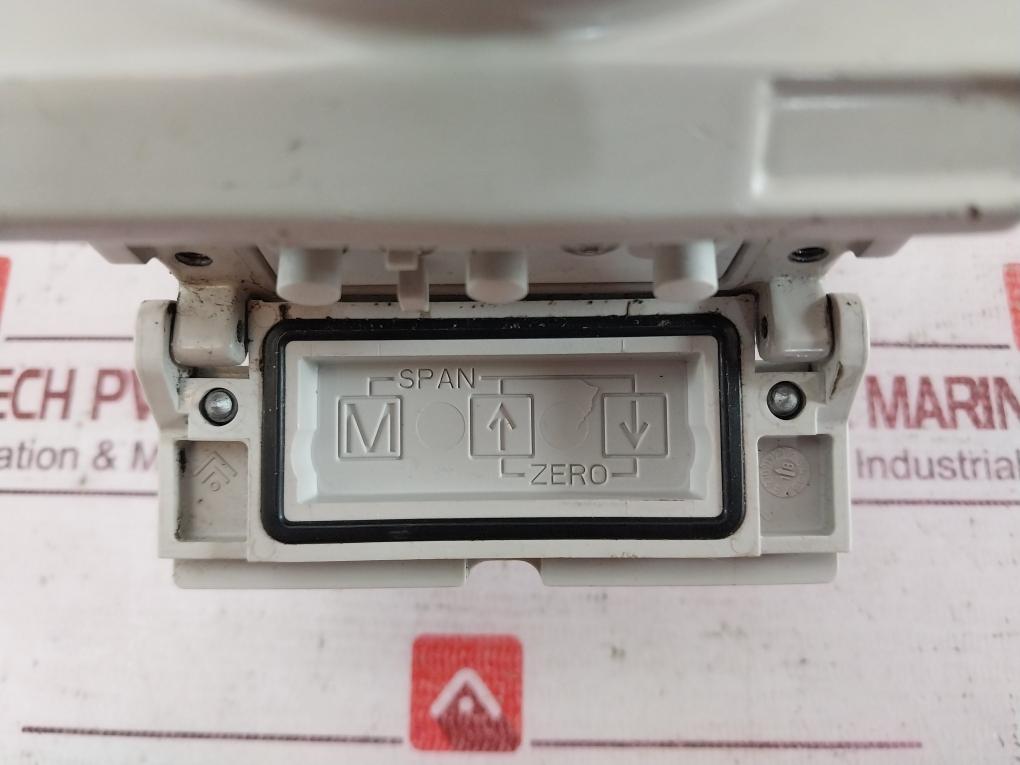 SPAN
M ↑ ↓
ZERO
ECH PV MARIN
ation & M Industrial